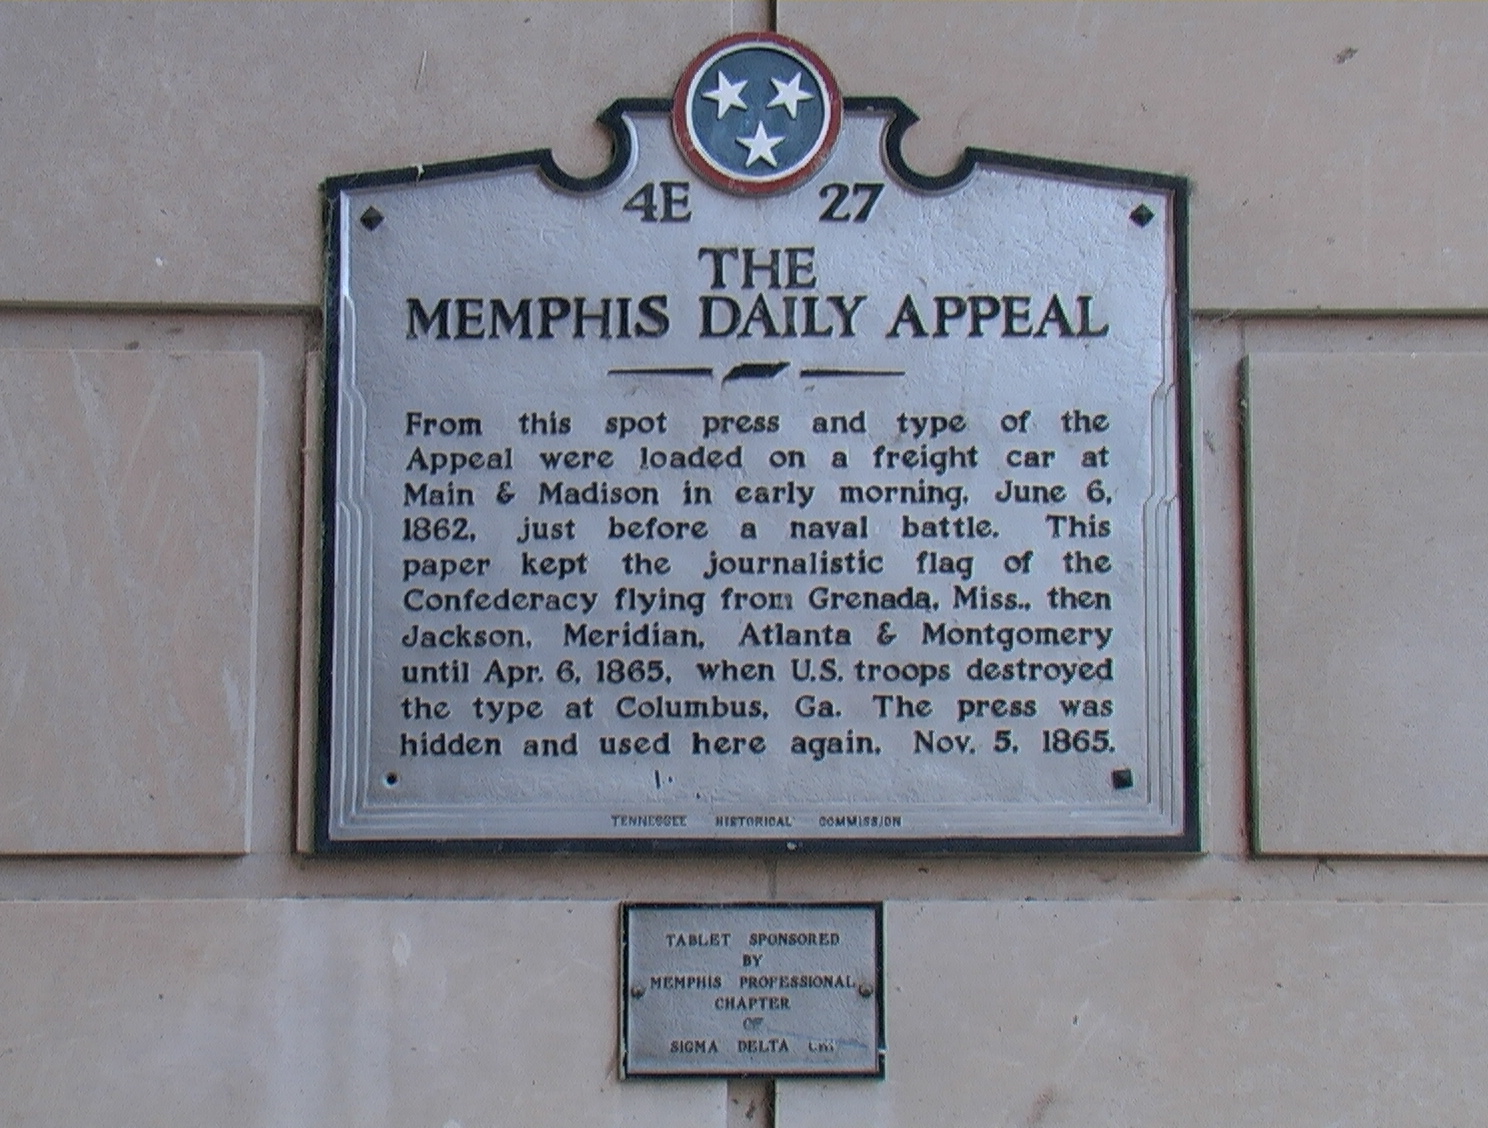 4E 27
THE
MEMPHIS DAILY APPEAL
From this spot press and type of the
Appeal were loaded on a freight car at
Main & Madison in early morning, June 6,
1862, just before a naval battle. This
paper kept the journalistic flag of the
Confederacy flying from Grenada, Miss., then
Jackson, Meridian, Atlanta & Montgomery
until Apr. 6, 1865, when U.S. troops destroyed
the type at Columbus, Ga. The press was
hidden and used here again, Nov. 5, 1865.
TENNESSEE HISTORICAL COMMISSION
TABLET SPONSORED
BY
MEMPHIS PROFESSIONAL
CHAPTER
OF
SIGMA DELTA CHI